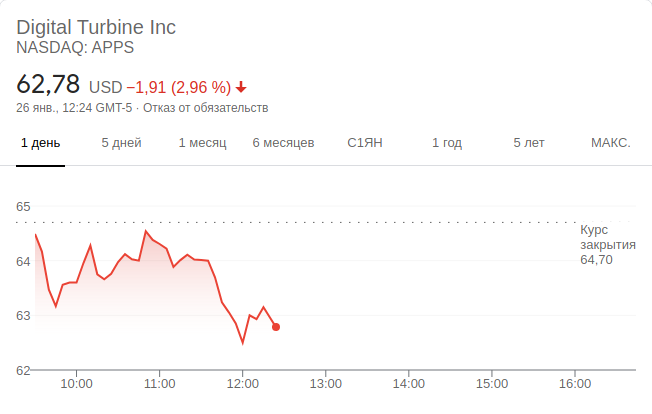 Digital Turbine Inc
NASDAQ: APPS
62,78 USD −1,91 (2,96 %)
26 янв., 12:24 GMT-5 · Отказ от обязательств
1 день 5 дней 1 месяц 6 месяцев С1ЯН 1 год 5 лет МАКС.
65
Курс
закрытия
64,70
64
63
62
10:00 11:00 12:00 13:00 14:00 15:00 16:00